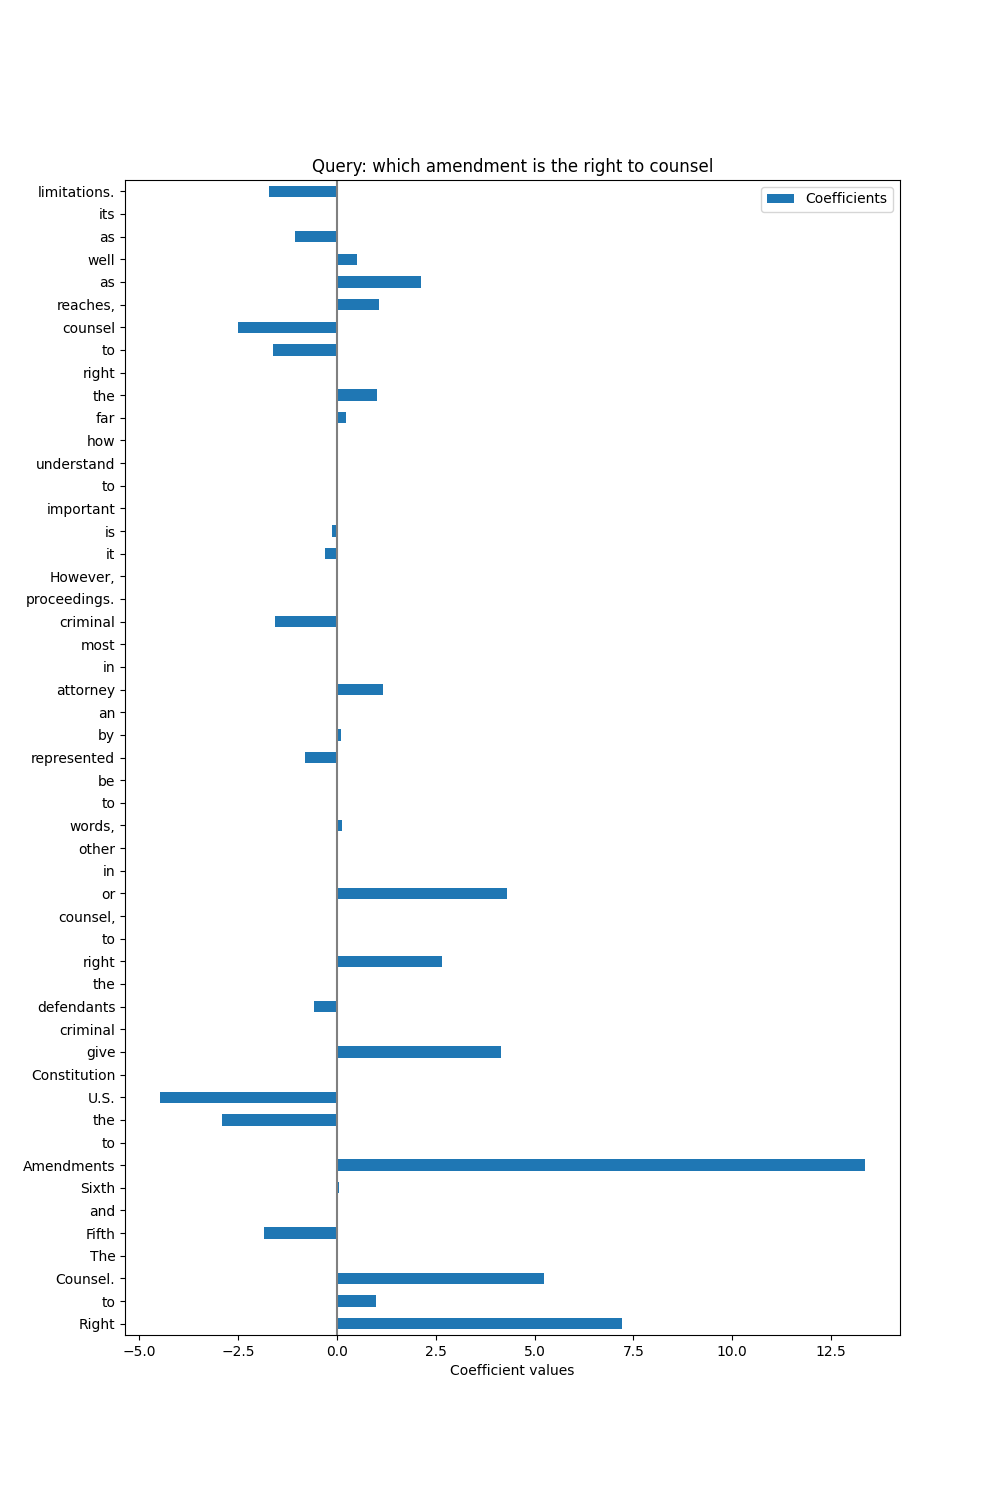 Query: which amendment is the right to counsel
Coefficients
limitations.
its
as
well
as
reaches,
counsel
to
right
the
far
how
understand
to
important
is
it
However,
proceedings.
criminal
most
in
attorney
an
by
represented
be
to
words,
other
in
or
counsel,
to
right
the
defendants
criminal
give
Constitution
U.S.
the
to
Amendments
Sixth
and
Fifth
The
Counsel.
to
Right
−5.0 −2.5 0.0 2.5 5.0 7.5 10.0 12.5
Coefficient values